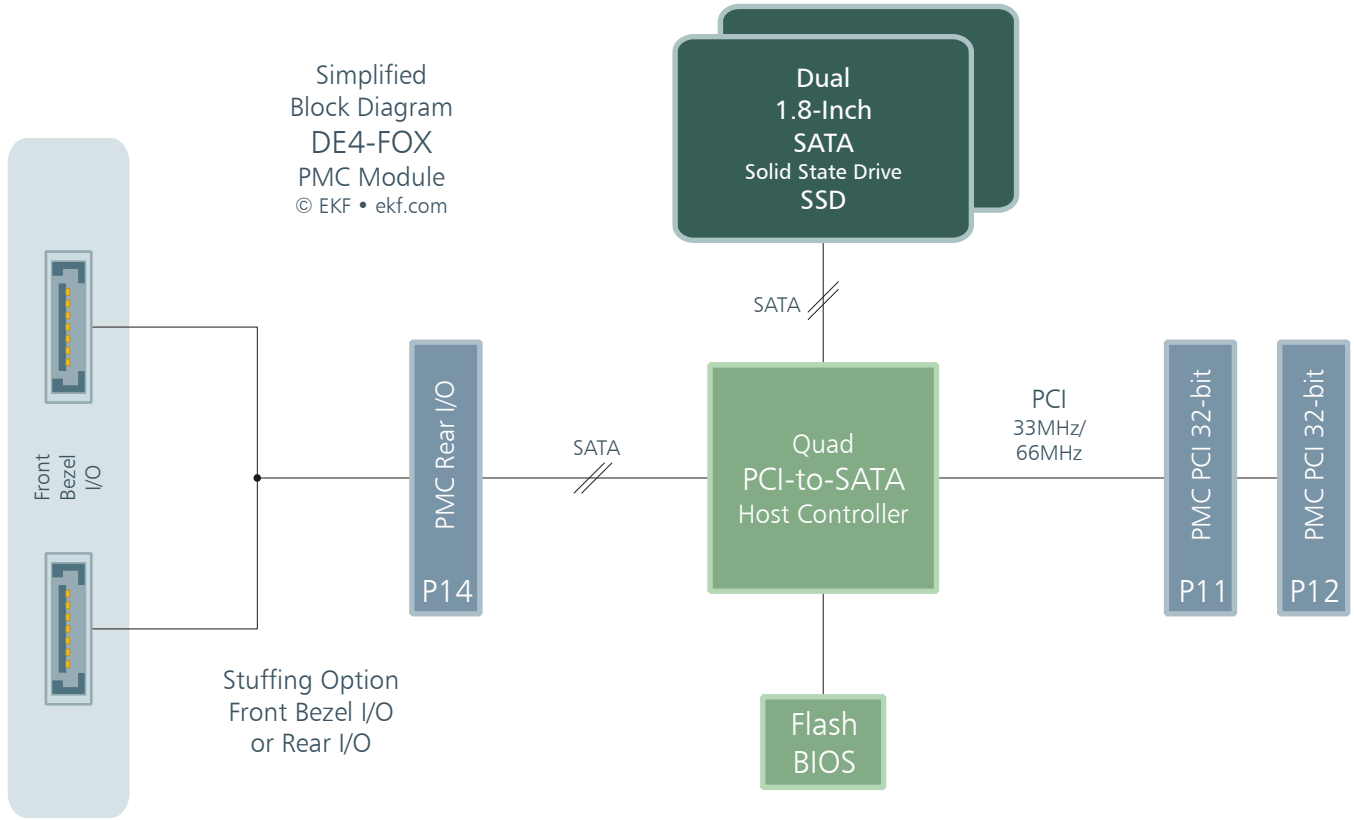 Simplified
Block Diagram
DE4-FOX
PMC Module
© EKF • ekf.com
Dual
1.8-Inch
SATA
Solid State Drive
SSD
SATA
Front
Bezel
I/O
PMC Rear I/O
P14
SATA
Quad
PCI-to-SATA
Host Controller
PCI
33MHz/
66MHz
PMC PCI 32-bit
P11
PMC PCI 32-bit
P12
Stuffing Option
Front Bezel I/O
or Rear I/O
Flash
BIOS